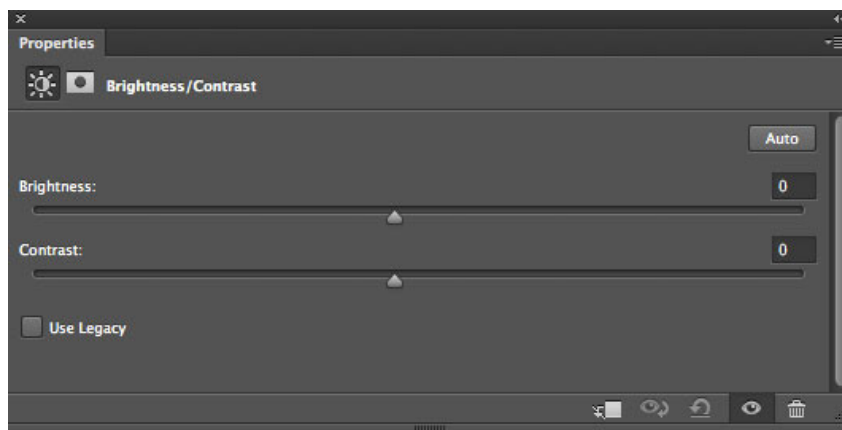 Properties
Brightness/Contrast
Auto
Brightness: 0
Contrast: 0
Use Legacy